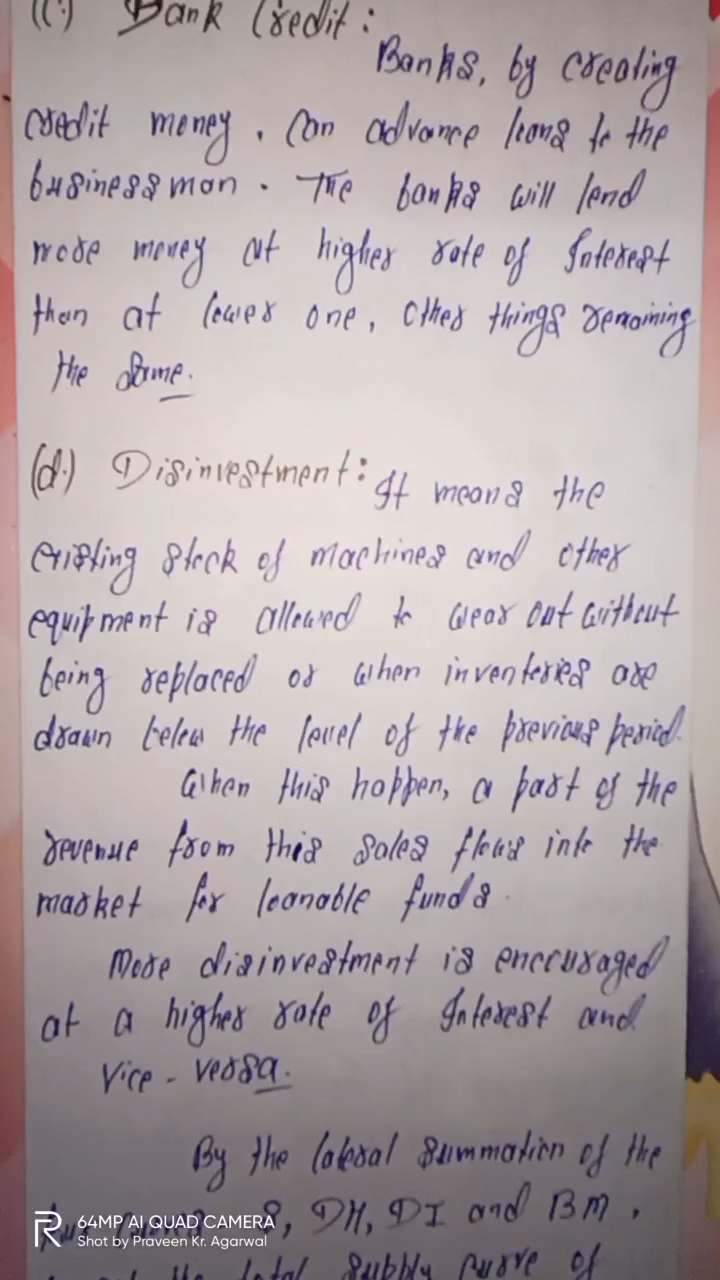 (C.) Bank Credit :
Banks, by creating
credit money, can advance loans to the
businessman. The banks will lend
more money at higher rate of Interest
than at lower one, other things remaining
the same.
(d.) Disinvestment :
It means the
existing stock of machines and other
equipment is allowed to wear out without
being replaced or when inventories are
drawn below the level of the previous period.
When this happen, a part of the
revenue from this sales flows into the
market for loanable funds.
More disinvestment is encouraged
at a higher rate of Interest and
Vice - versa.
By the lateral summation of the
S, DH, DI and BM,
the total supply curve of
64MP AI QUAD CAMERA
Shot by Praveen Kr. Agarwal